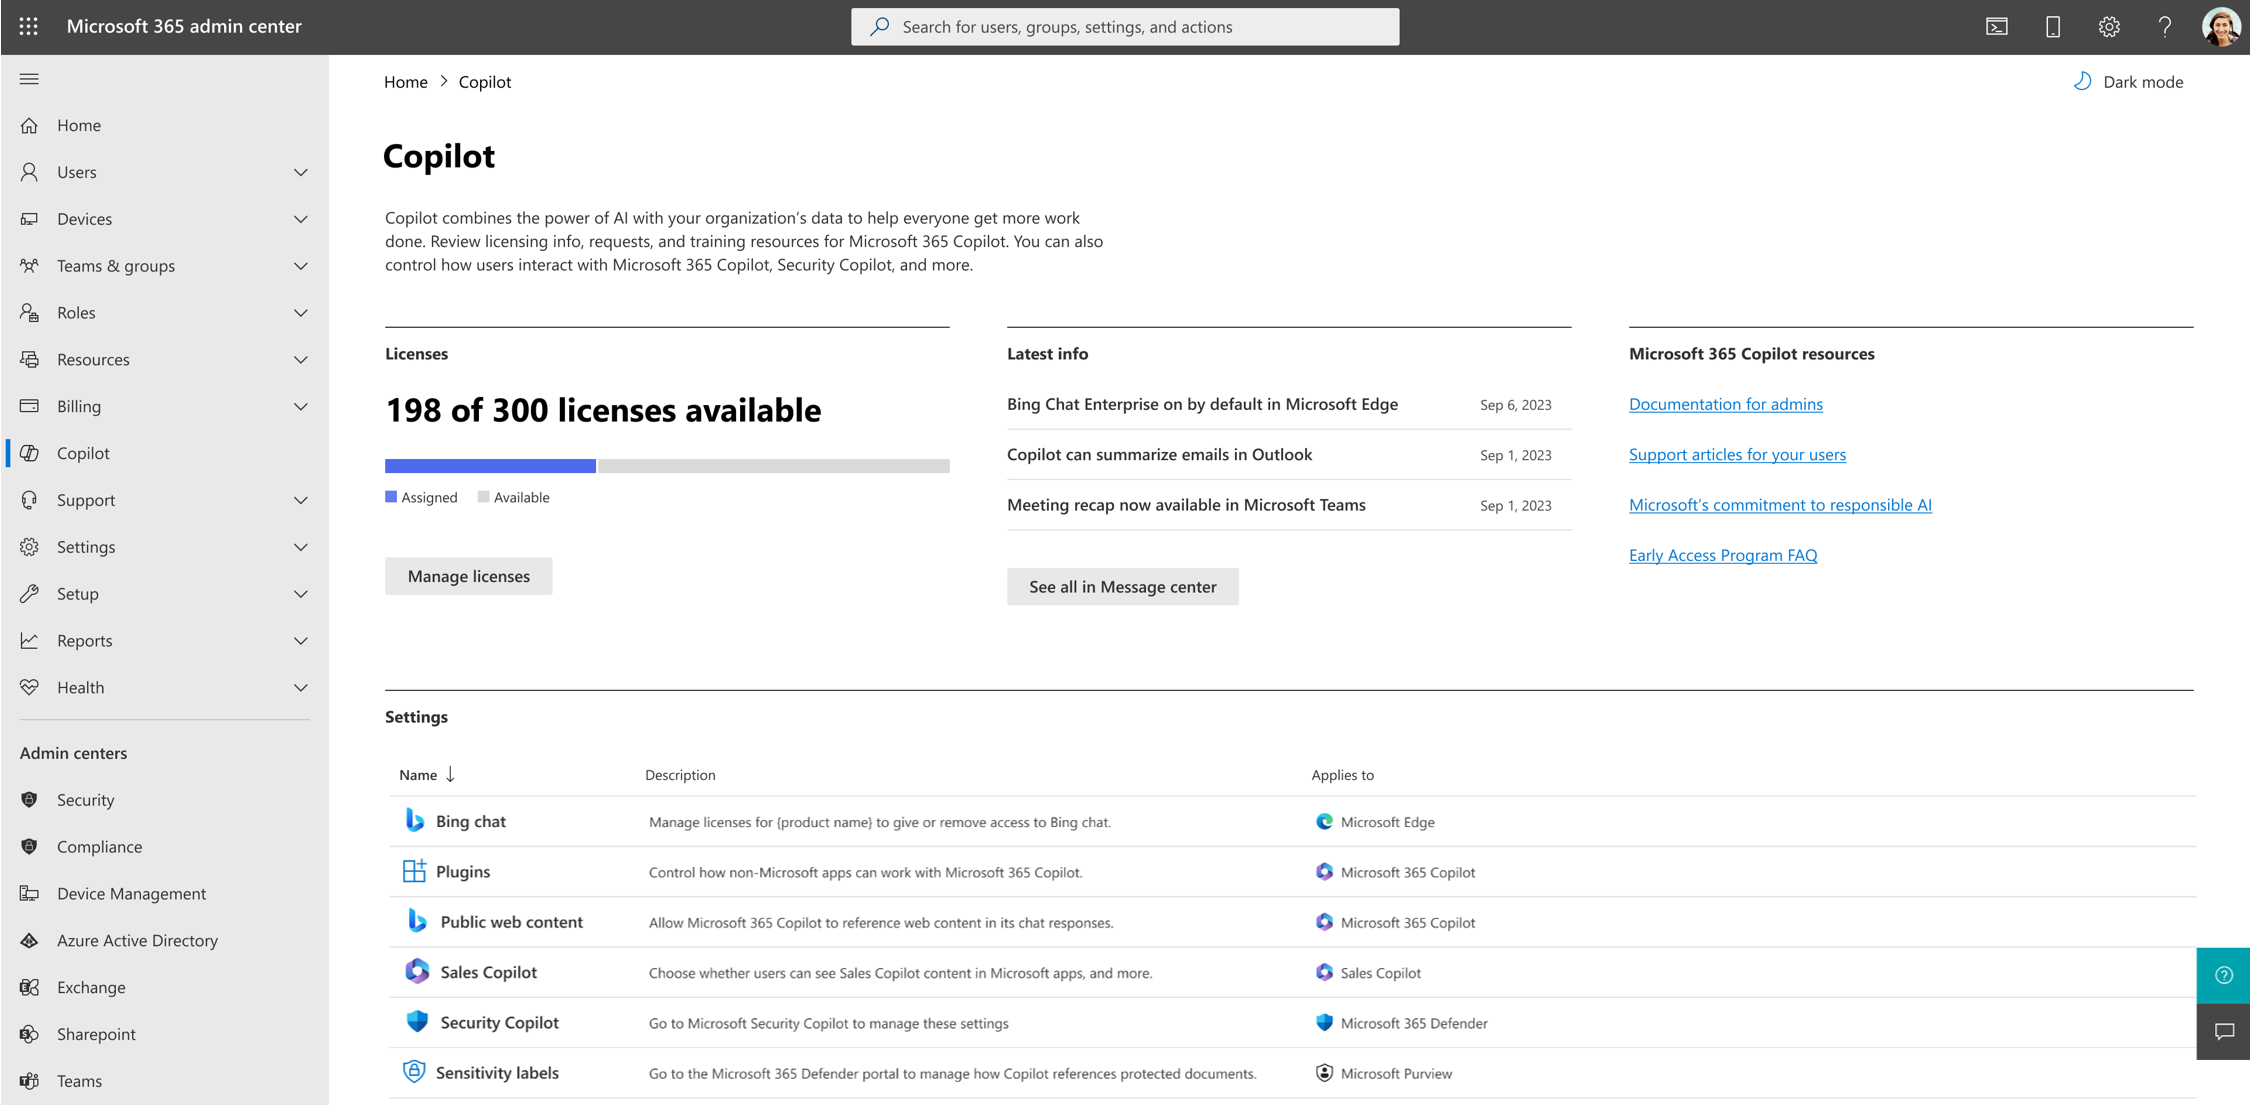 Microsoft 365 admin center
Search for users, groups, settings, and actions
Home
Users
Devices
Teams & groups
Roles
Resources
Billing
Copilot
Support
Settings
Setup
Reports
Health
Admin centers
Security
Compliance
Device Management
Azure Active Directory
Exchange
Sharepoint
Teams
Home > Copilot
Dark mode
Copilot
Copilot combines the power of AI with your organization’s data to help everyone get more work
done. Review licensing info, requests, and training resources for Microsoft 365 Copilot. You can also
control how users interact with Microsoft 365 Copilot, Security Copilot, and more.
Licenses
198 of 300 licenses available
Assigned Available
Manage licenses
Latest info
Bing Chat Enterprise on by default in Microsoft Edge Sep 6, 2023
Copilot can summarize emails in Outlook Sep 1, 2023
Meeting recap now available in Microsoft Teams Sep 1, 2023
See all in Message center
Microsoft 365 Copilot resources
Documentation for admins
Support articles for your users
Microsoft’s commitment to responsible AI
Early Access Program FAQ
Settings
Name ↓ Description Applies to
Bing chat Manage licenses for {product name} to give or remove access to Bing chat. Microsoft Edge
Plugins Control how non-Microsoft apps can work with Microsoft 365 Copilot. Microsoft 365 Copilot
Public web content Allow Microsoft 365 Copilot to reference web content in its chat responses. Microsoft 365 Copilot
Sales Copilot Choose whether users can see Sales Copilot content in Microsoft apps, and more. Sales Copilot
Security Copilot Go to Microsoft Security Copilot to manage these settings Microsoft 365 Defender
Sensitivity labels Go to the Microsoft 365 Defender portal to manage how Copilot references protected documents. Microsoft Purview